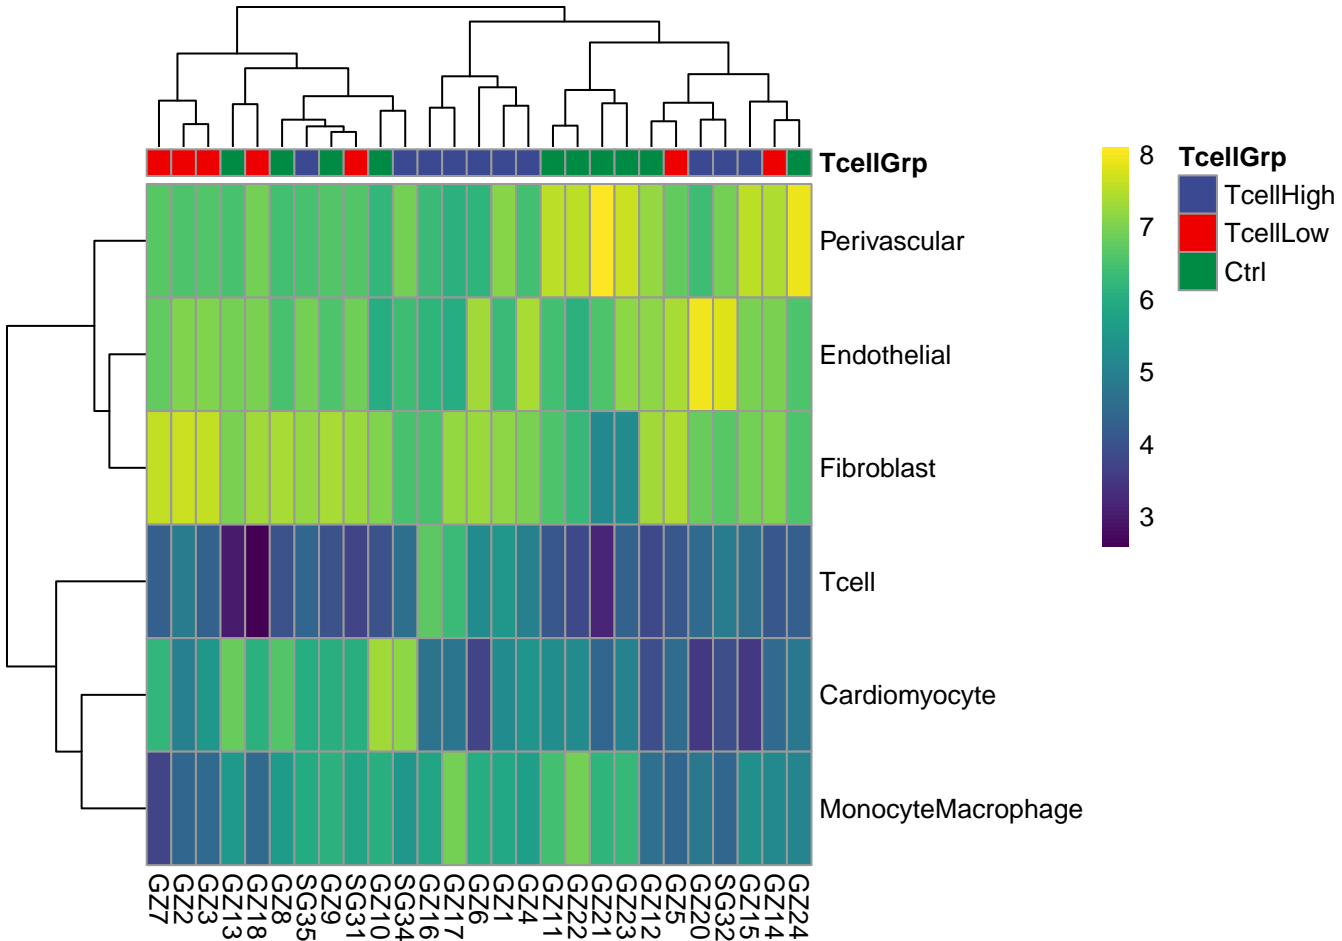 TcellGrp
Perivascular
Endothelial
Fibroblast
Tcell
Cardiomyocyte
MonocyteMacrophage
GZ7
GZ2
GZ3
GZ13
GZ18
GZ8
SG35
GZ9
SG31
GZ10
SG34
GZ16
GZ17
GZ6
GZ1
GZ4
GZ11
GZ22
GZ21
GZ23
GZ12
GZ5
GZ20
SG32
GZ15
GZ14
GZ24
8
7
6
5
4
3
TcellGrp
TcellHigh
TcellLow
Ctrl